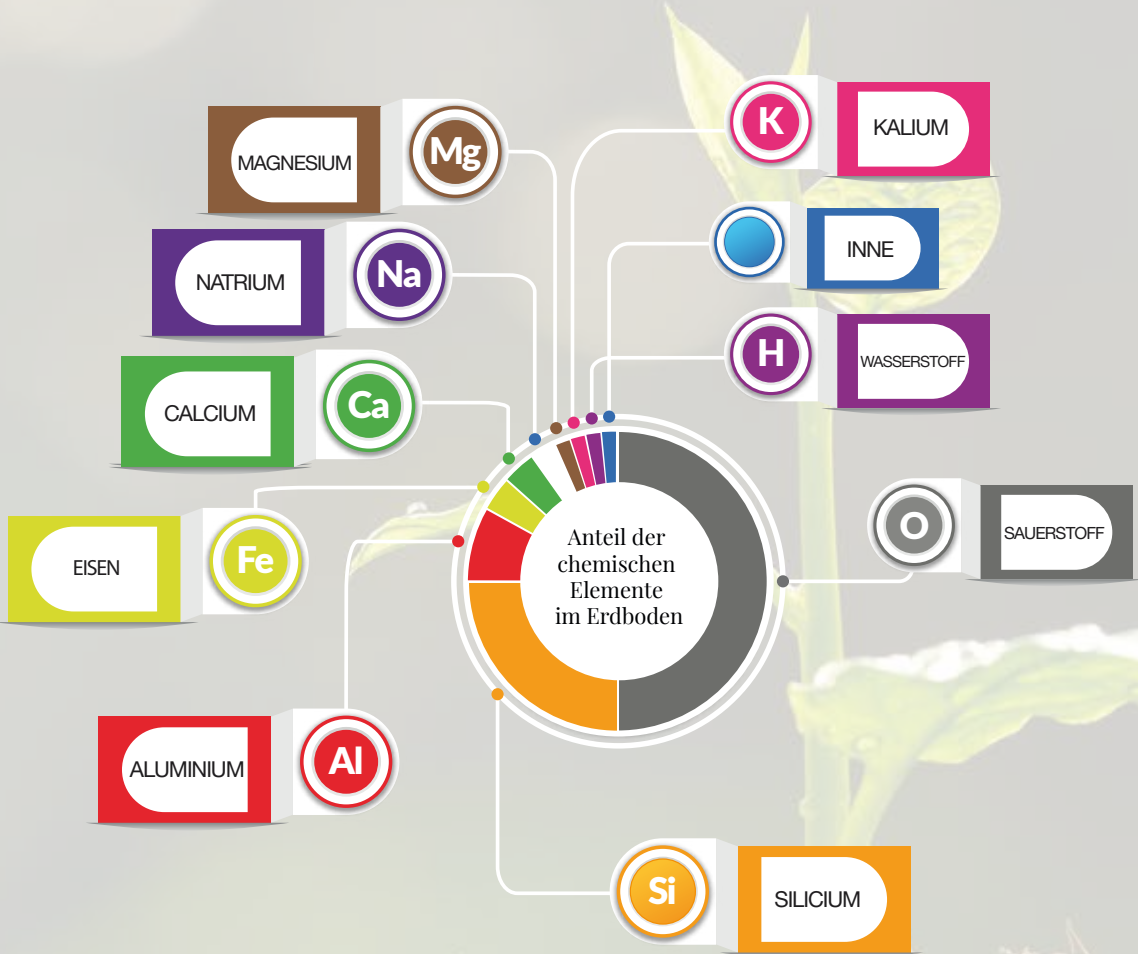 K
KALIUM
MAGNESIUM
Mg
INNE
NATRIUM
Na
H
WASSERSTOFF
CALCIUM
Ca
O
SAUERSTOFF
EISEN
Fe
Anteil der
chemischen
Elemente
im Erdboden
ALUMINIUM
Al
Si
SILICIUM